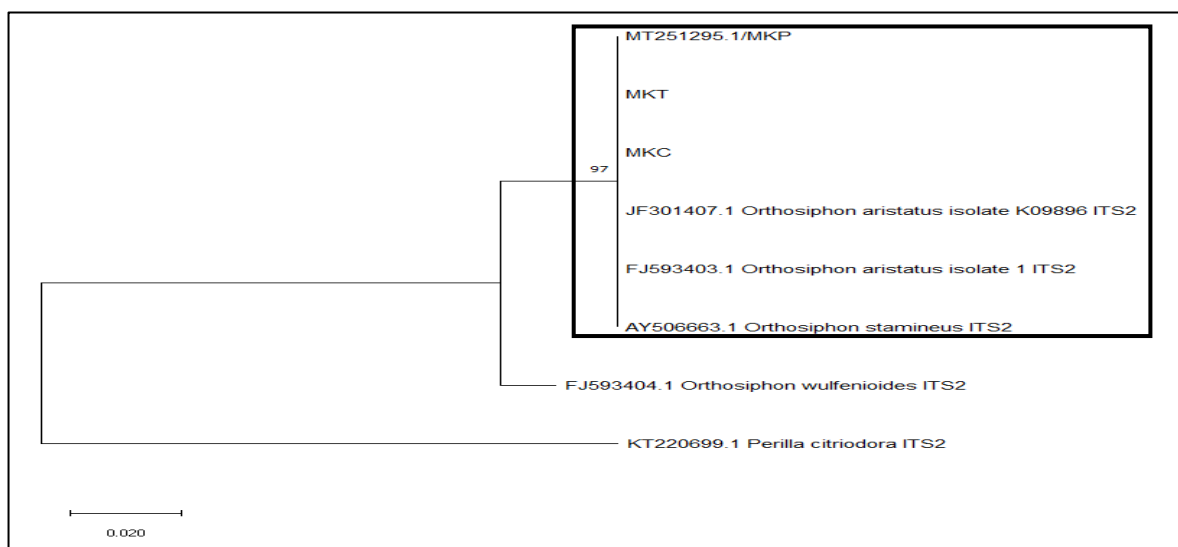 MT251295.1/MKP
MKT
MKC
97
JF301407.1 Orthosiphon aristatus isolate K09896 ITS2
FJ593403.1 Orthosiphon aristatus isolate 1 ITS2
AY506663.1 Orthosiphon stamineus ITS2
FJ593404.1 Orthosiphon wulfenioides ITS2
KT220699.1 Perilla citriodora ITS2
0.020